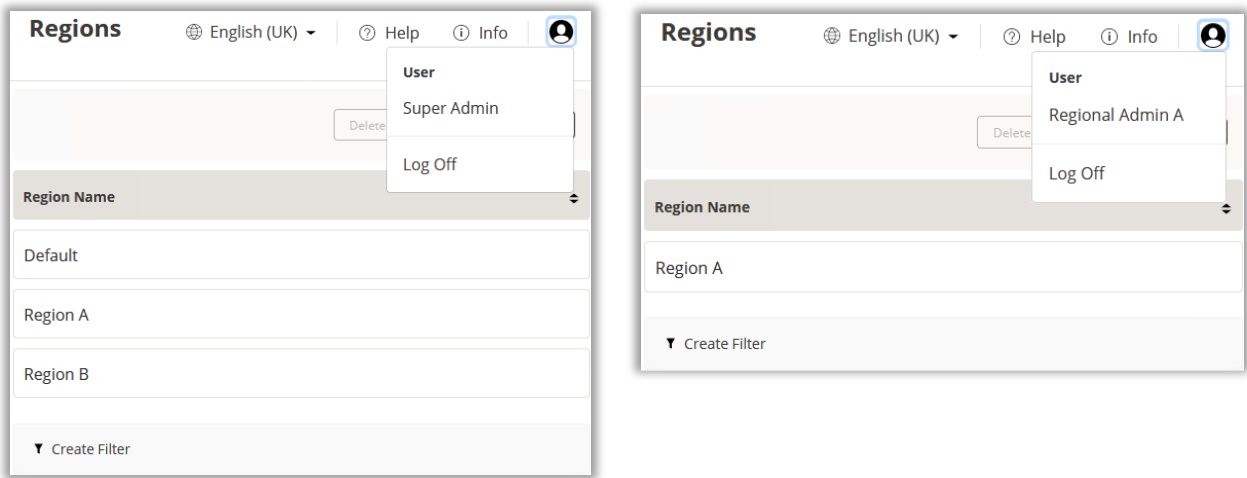 Regions
English (UK)
Help
Info
User
Super Admin
Delete
Log Off
Region Name
Default
Region A
Region B
Create Filter
Regions
English (UK)
Help
Info
User
Regional Admin A
Delete
Log Off
Region Name
Region A
Create Filter